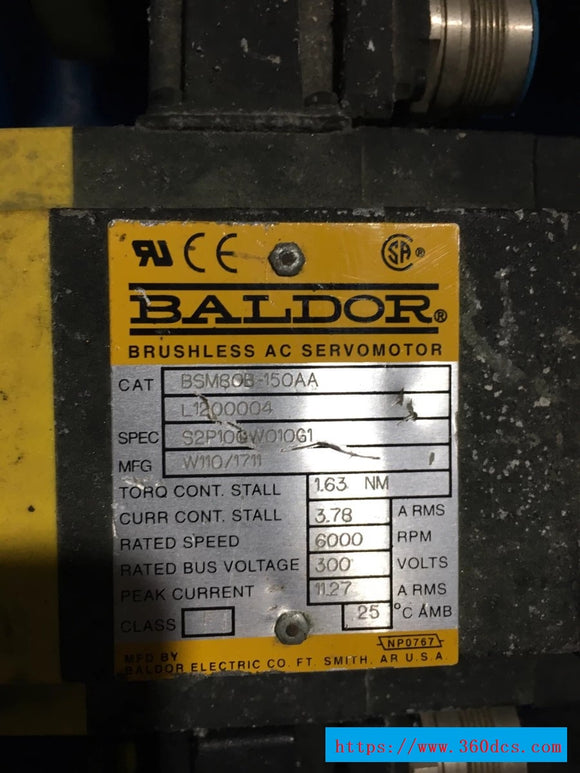 CE
SA ®
BALDOR®
BRUSHLESS AC SERVOMOTOR
CAT BSM80B-150AA
L1200004
SPEC
MFG W110/1711
TORQ CONT. STALL 1.63 NM
CURR CONT. STALL 3.78 A RMS
RATED SPEED 6000 RPM
RATED BUS VOLTAGE 300 VOLTS
PEAK CURRENT 11.27 A RMS
CLASS 25 °C AMB
NP0767
MFD BY
BALDOR ELECTRIC CO. FT. SMITH, AR U.S.A.
https://www.360dcs.com